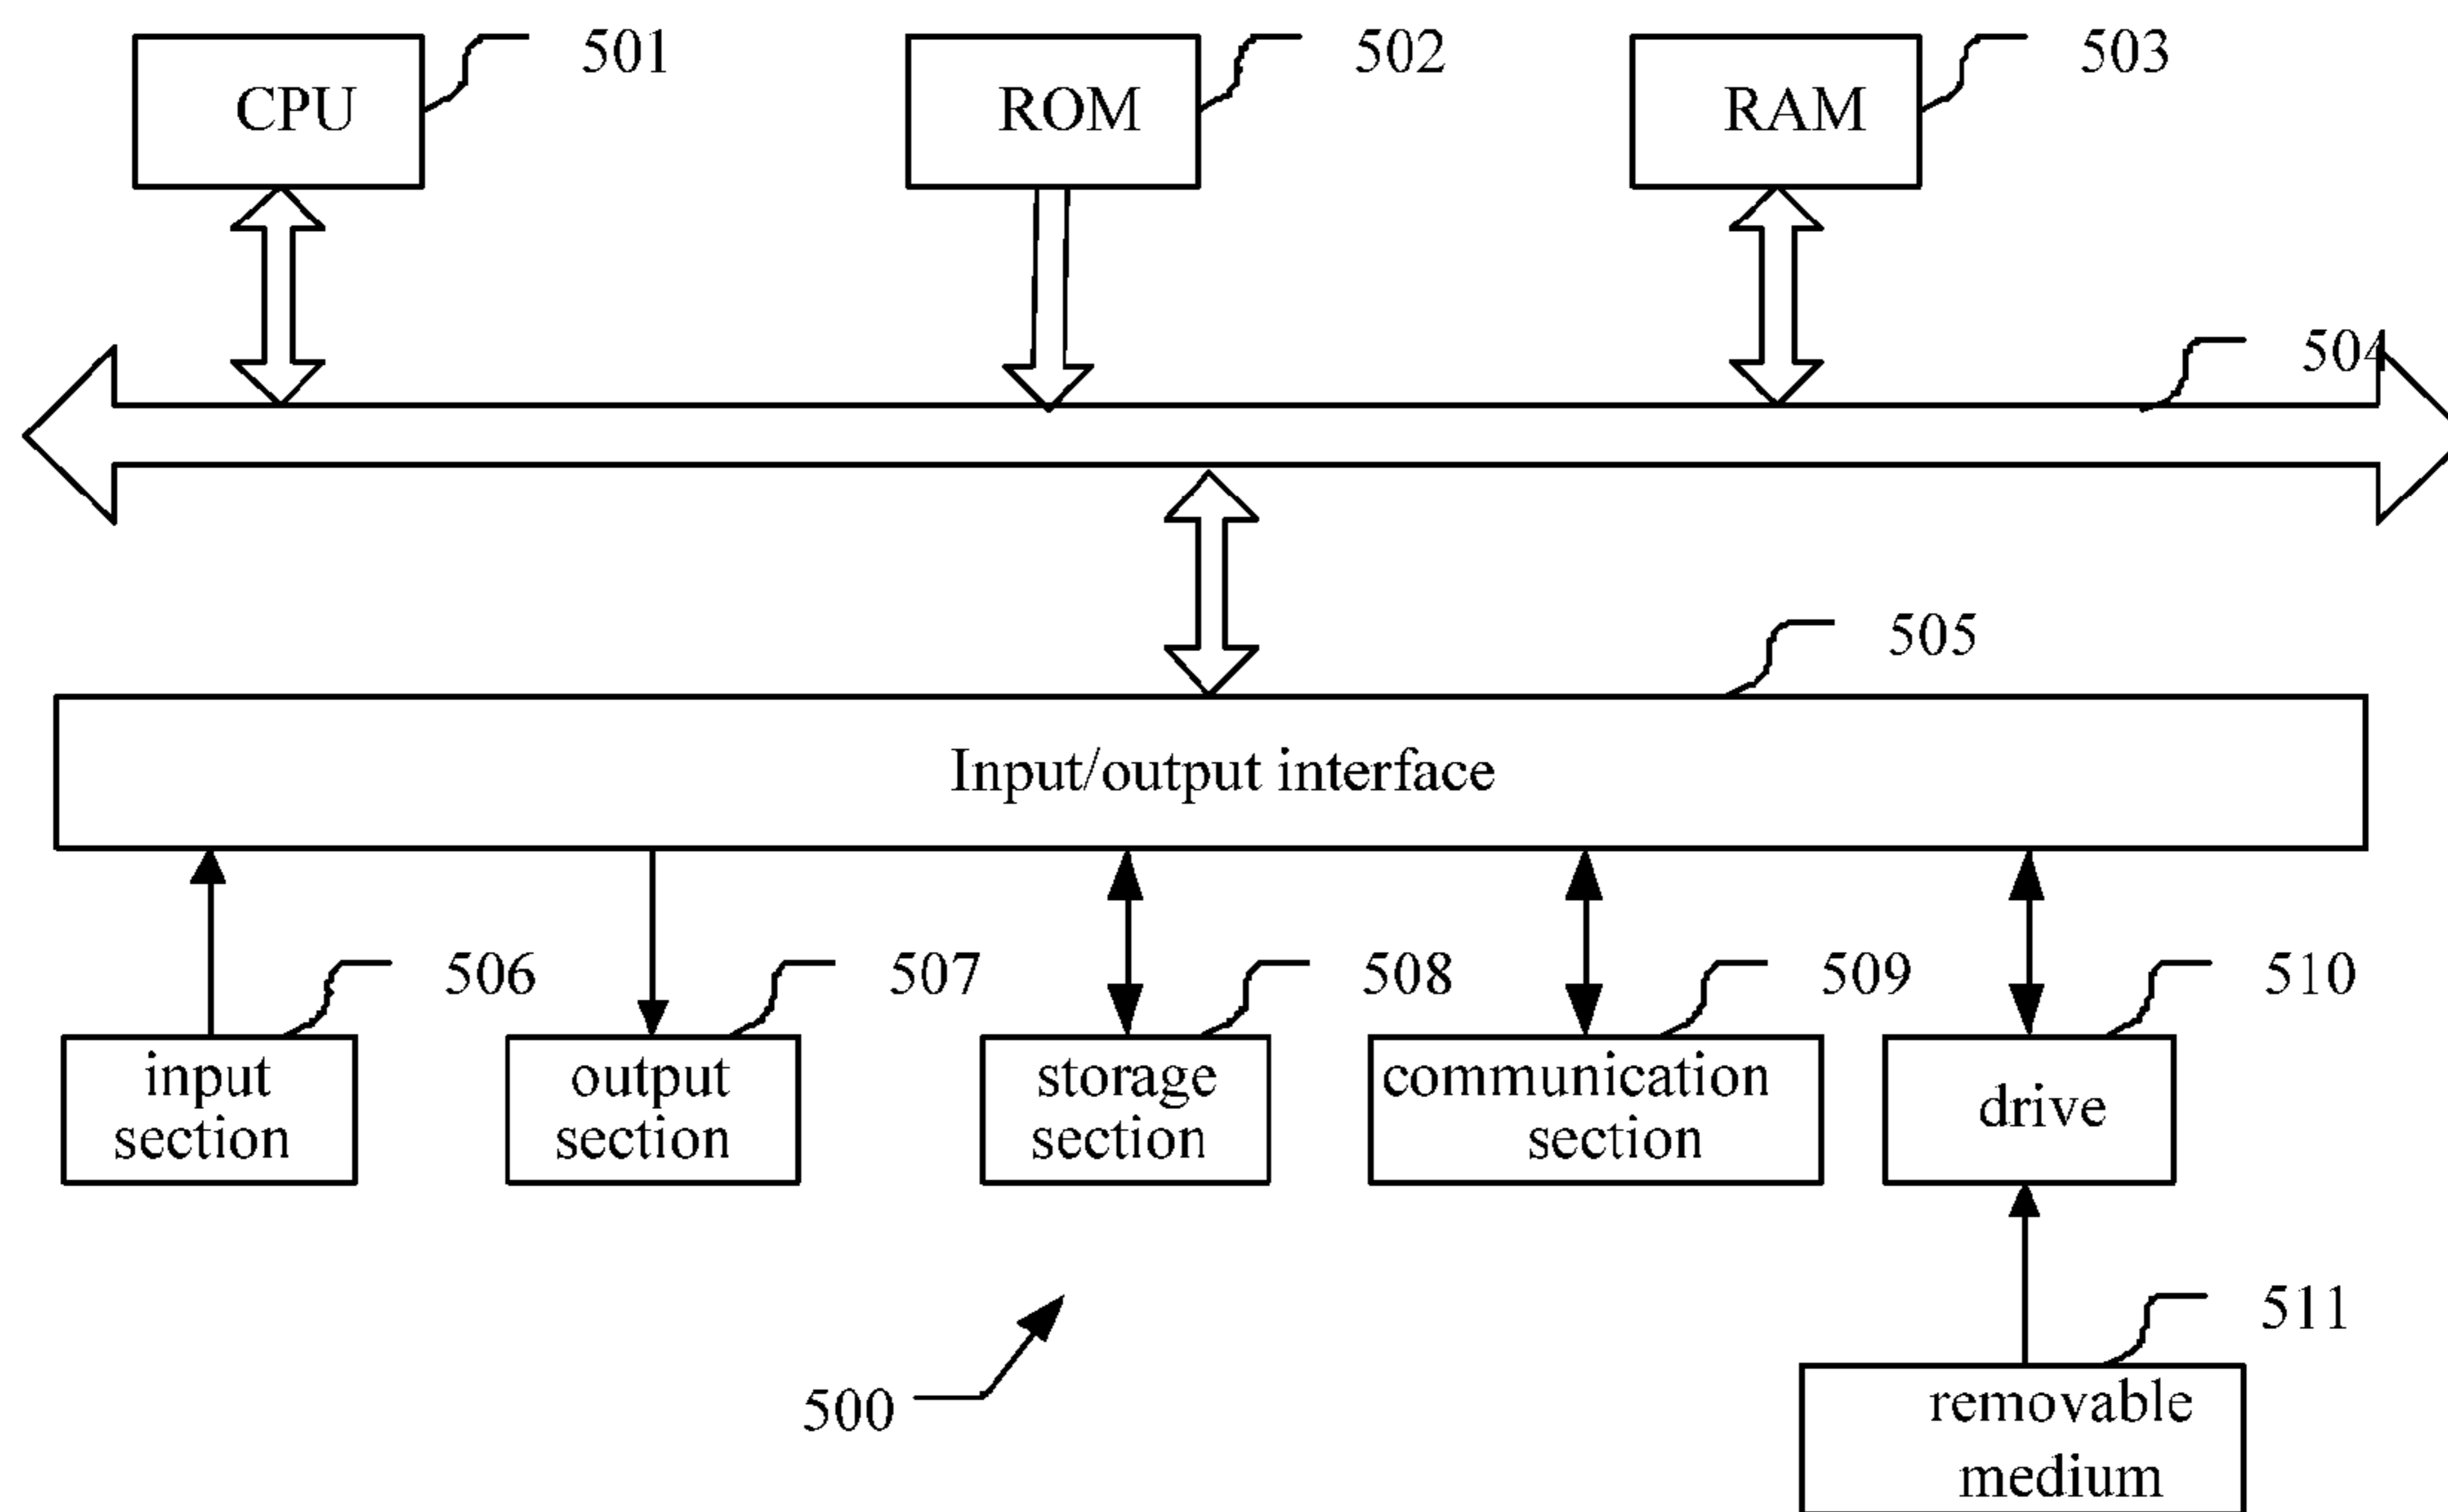 501
502
503
CPU
ROM
RAM
504
505
Input/output interface
506
507
508
509
510
input
section
output
section
storage
section
communication
section
drive
511
500
removable
medium